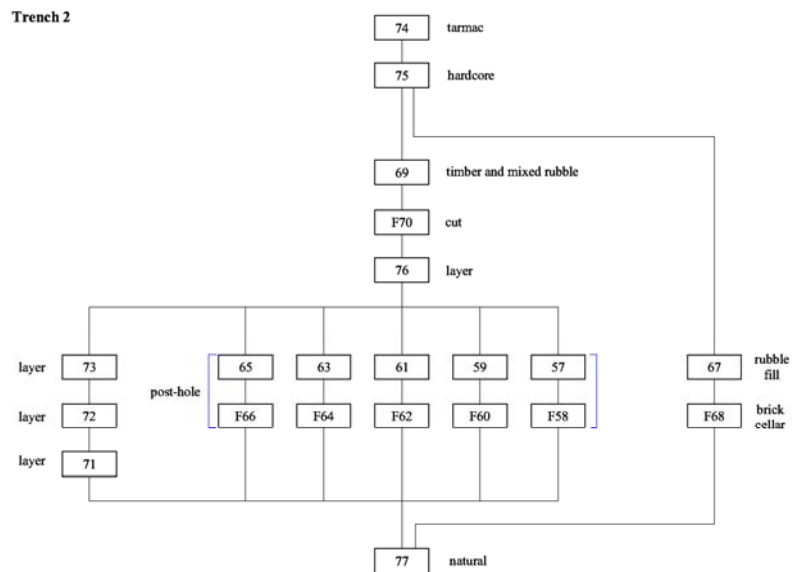 Trench 2
74 tarmac
75 hardcore
69 timber and mixed rubble
F70 cut
76 layer
layer 73 65 63 61 59 57 67 rubble
fill
post-hole
layer 72 F66 F64 F62 F60 F58 F68 brick
cellar
layer 71
77 natural